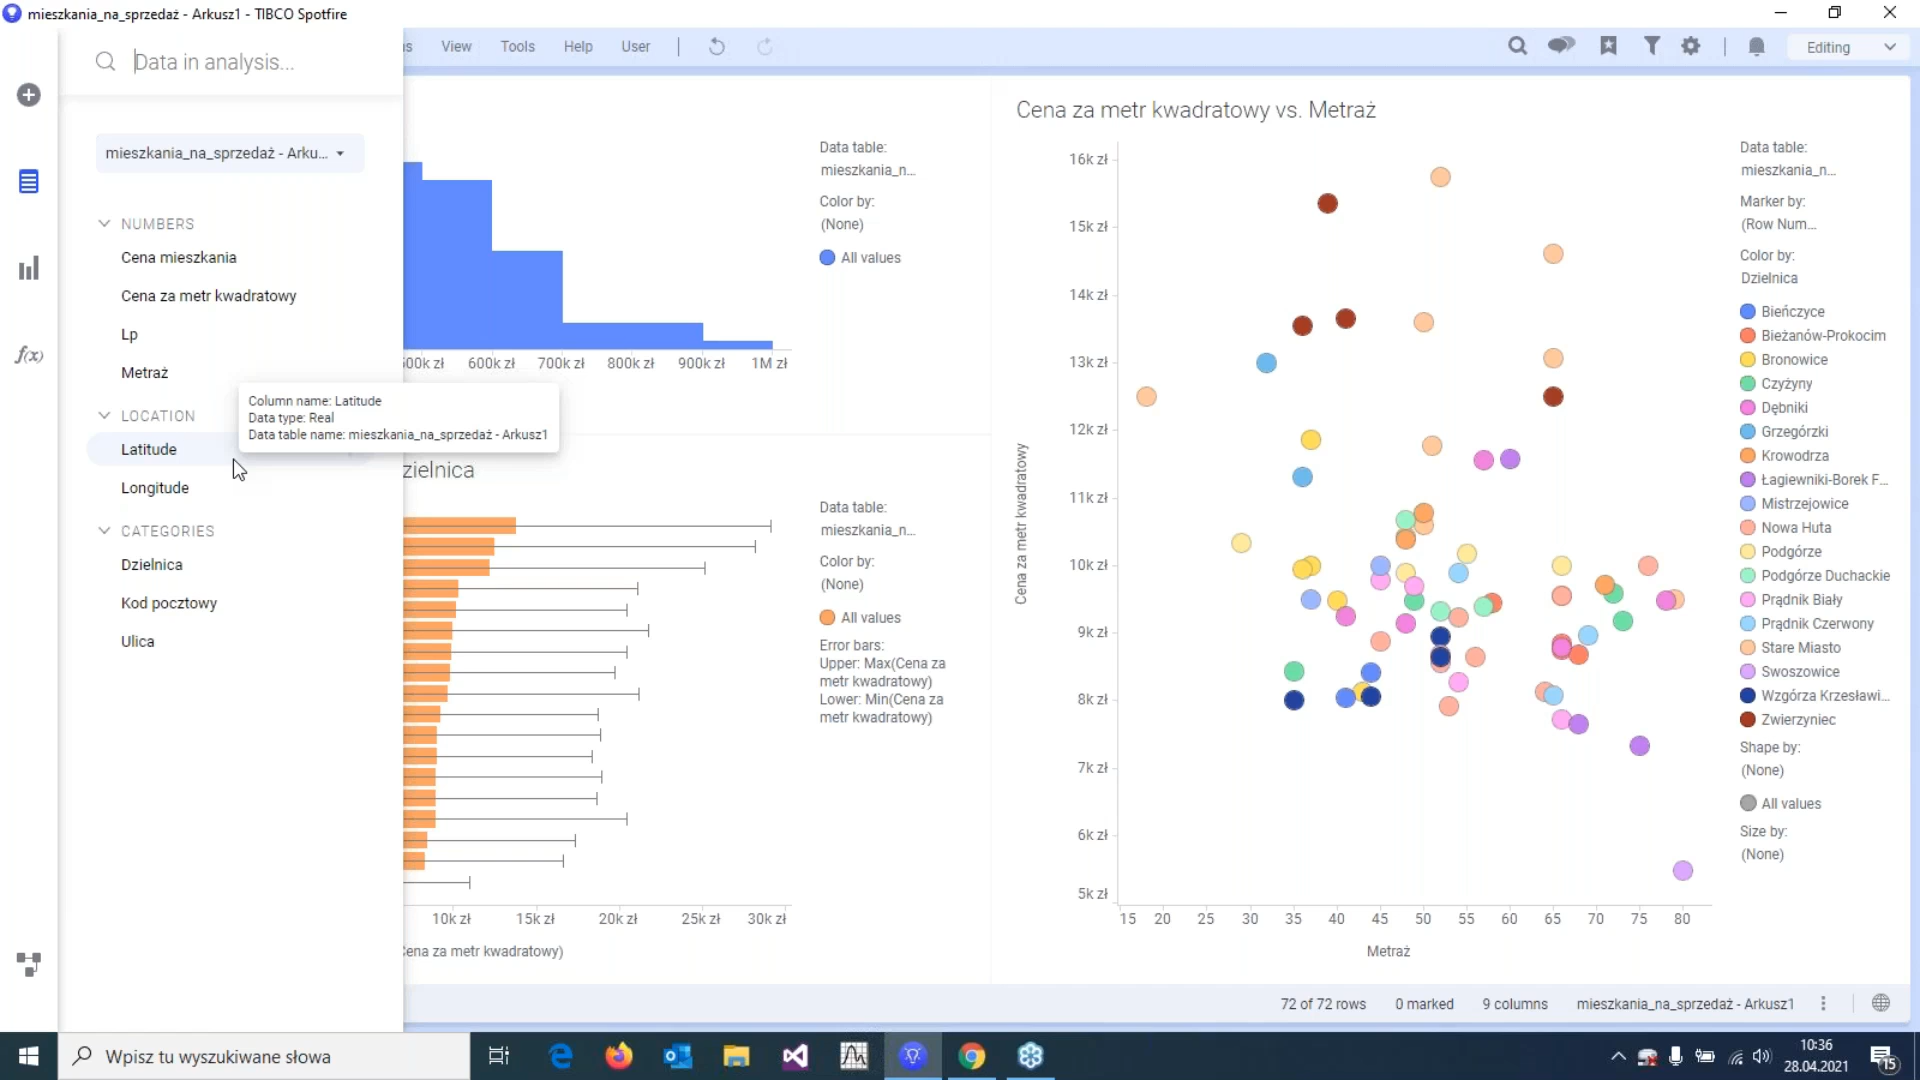 mieszkania_na_sprzedaż - Arkusz1 - TIBCO Spotfire
Data in analysis...
View
Tools
Help
User
Editing
mieszkania_na_sprzedaż - Arku...
NUMBERS
Cena mieszkania
Cena za metr kwadratowy
Lp
Metraż
LOCATION
Latitude
Longitude
CATEGORIES
Dzielnica
Kod pocztowy
Ulica
f(x)
Column name: Latitude
Data type: Real
Data table name: mieszkania_na_sprzedaż - Arkusz1
600k zł
700k zł
800k zł
900k zł
1M zł
Data table:
mieszkania_n...
Color by:
(None)
All values
zielnica
10k zł
15k zł
20k zł
25k zł
30k zł
Cena za metr kwadratowy)
Data table:
mieszkania_n...
Color by:
(None)
All values
Error bars:
Upper: Max(Cena za
metr kwadratowy)
Lower: Min(Cena za
metr kwadratowy)
Cena za metr kwadratowy vs. Metraż
16k zł
15k zł
14k zł
13k zł
12k zł
11k zł
10k zł
9k zł
8k zł
7k zł
6k zł
5k zł
Cena za metr kwadratowy
15 20 25 30 35 40 45 50 55 60 65 70 75 80
Metraż
Data table:
mieszkania_n...
Marker by:
(Row Num...
Color by:
Dzielnica
Bieńczyce
Bieżanów-Prokocim
Bronowice
Czyżyny
Dębniki
Grzegórzki
Krowodrza
Łagiewniki-Borek F...
Mistrzejowice
Nowa Huta
Podgórze
Podgórze Duchackie
Prądnik Biały
Prądnik Czerwony
Stare Miasto
Swoszowice
Wzgórza Krzesławi...
Zwierzyniec
Shape by:
(None)
All values
Size by:
(None)
72 of 72 rows
0 marked
9 columns
mieszkania_na_sprzedaż - Arkusz1
Wpisz tu wyszukiwane słowa
10:36
28.04.2021
15